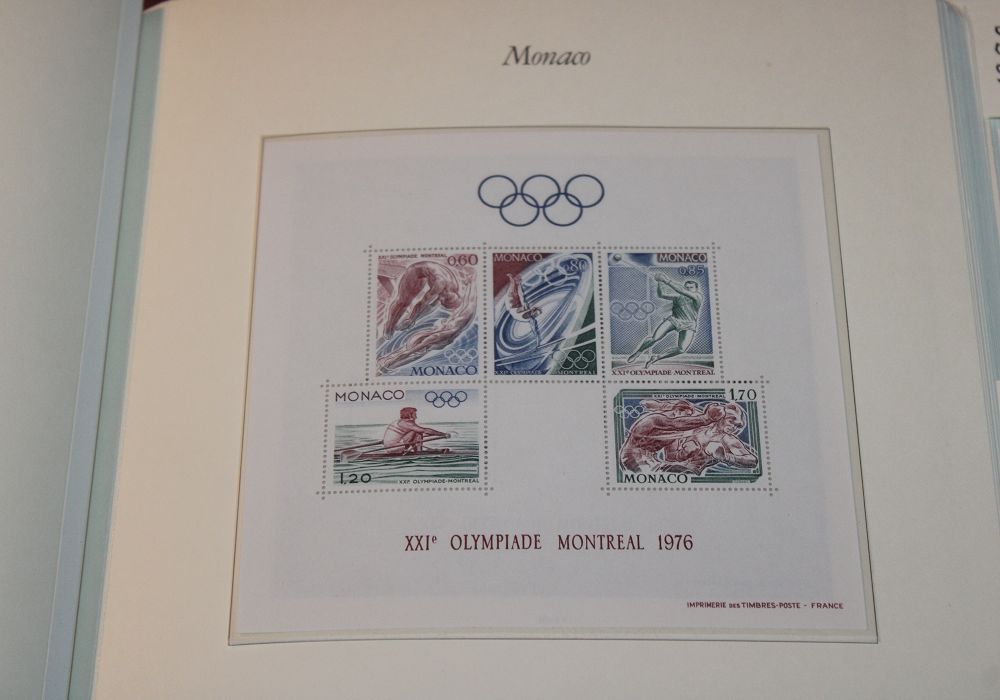 Monaco
XXIe OLYMPIADE MONTREAL
0.60
MONACO
MONACO
0.80
XXIe OLYMPIADE
MONTREAL
MONACO
0.85
XXIe OLYMPIADE MONTREAL
MONACO
1.20
XXIe OLYMPIADE-MONTREAL
XXIe OLYMPIADE-MONTREAL
1.70
MONACO
XXIe OLYMPIADE MONTREAL 1976
IMPRIMERIE DES TIMBRES-POSTE - FRANCE